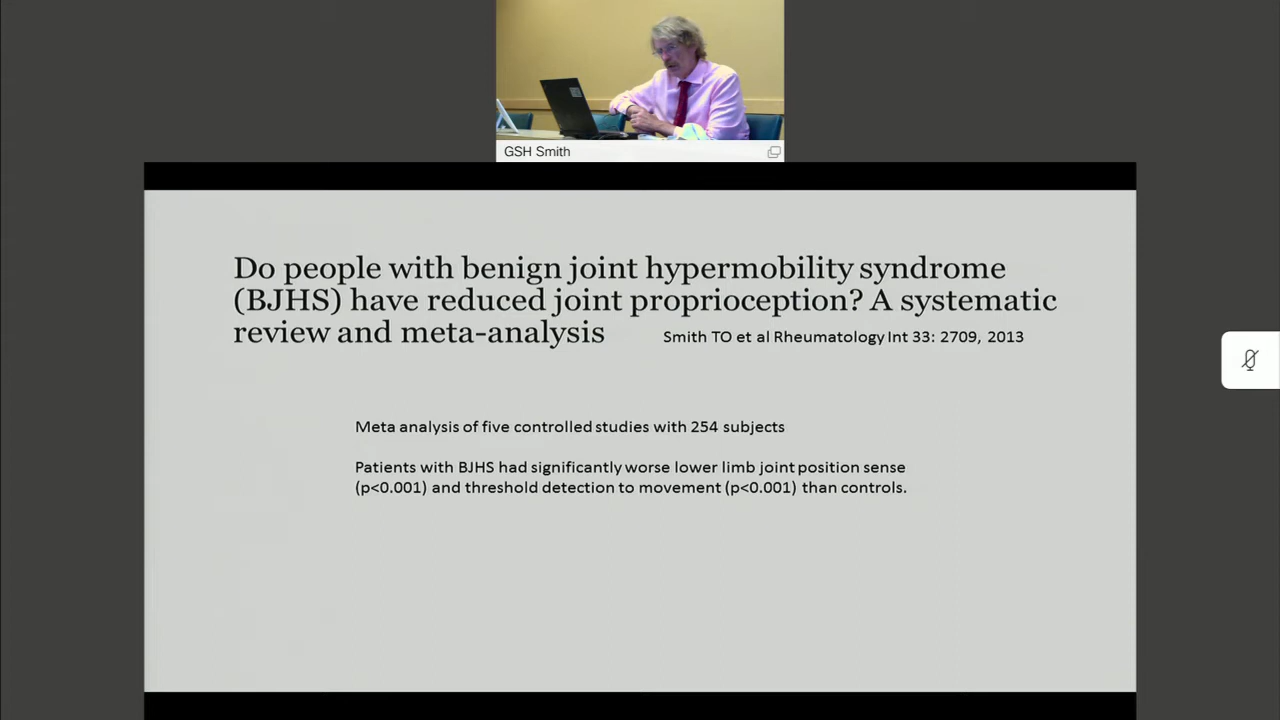 GSH Smith
Do people with benign joint hypermobility syndrome
(BJHS) have reduced joint proprioception? A systematic
review and meta-analysis Smith TO et al Rheumatology Int 33: 2709, 2013
Meta analysis of five controlled studies with 254 subjects
Patients with BJHS had significantly worse lower limb joint position sense
(p<0.001) and threshold detection to movement (p<0.001) than controls.